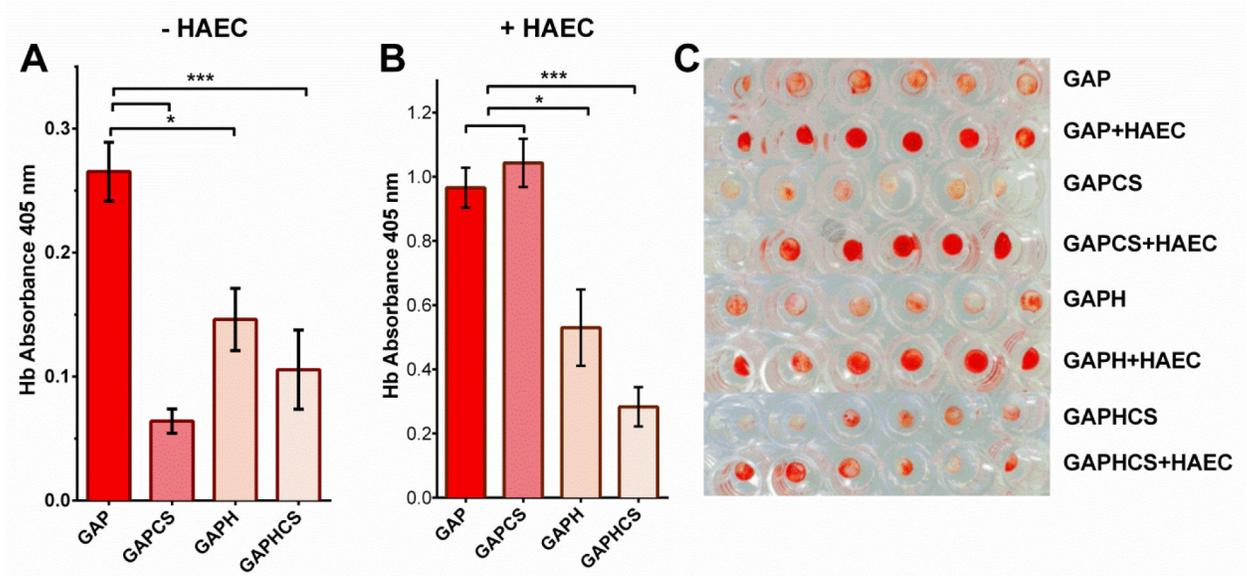 - HAEC
+ HAEC
A
B
C
***
*
***
*
Hb Absorbance 405 nm
0.3
0.2
0.1
0.0
GAP
GAPCS
GAPH
GAPHCS
Hb Absorbance 405 nm
1.2
1.0
0.8
0.6
0.4
0.2
0.0
GAP
GAPCS
GAPH
GAPHCS
GAP
GAP+HAEC
GAPCS
GAPCS+HAEC
GAPH
GAPH+HAEC
GAPHCS
GAPHCS+HAEC